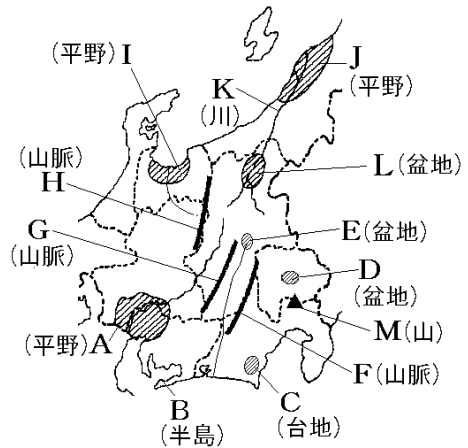 (平野) I
J
(平野)
K
(川)
(山脈)
H
L (盆地)
G
(山脈)
E (盆地)
D
(盆地)
(平野)
A
M (山)
F (山脈)
B
(半島)
C
(台地)